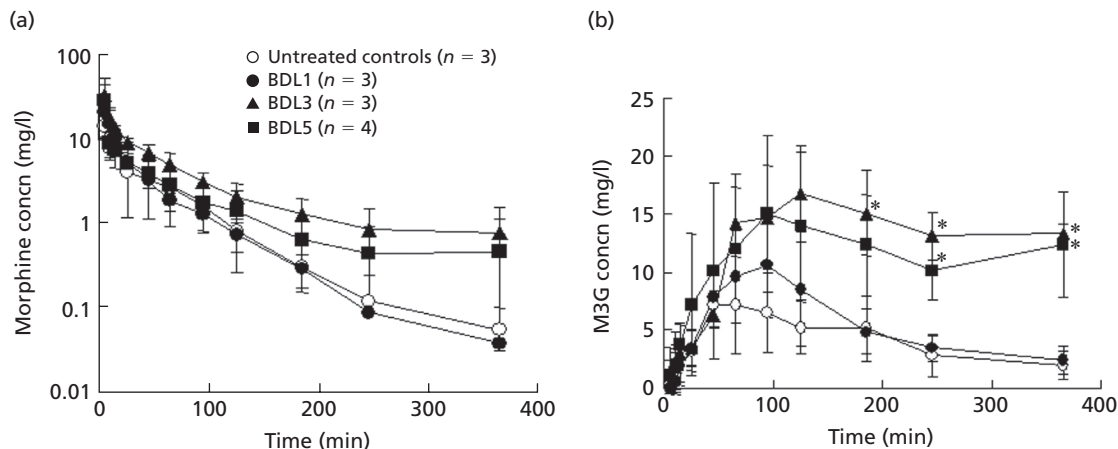 (a)
Untreated controls (n = 3)
BDL1 (n = 3)
BDL3 (n = 3)
BDL5 (n = 4)
100
10
1
0.1
0.01
0
100
200
300
400
Morphine concn (mg/l)
Time (min)
(b)
25
20
15
10
5
0
0
100
200
300
400
M3G concn (mg/l)
Time (min)
*
*
*
*
*